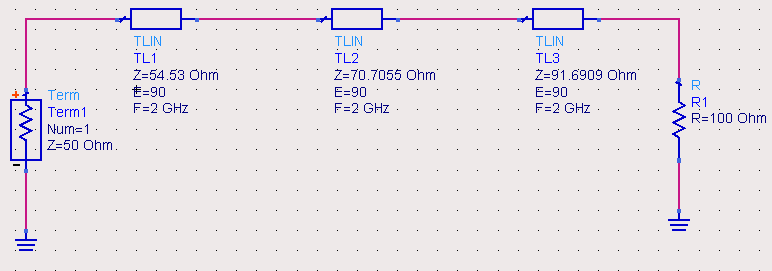 TLIN
TL1
Z=54.53 Ohm
E=90
F=2 GHz
TLIN
TL2
Z=70.7055 Ohm
E=90
F=2 GHz
TLIN
TL3
Z=91.6909 Ohm
E=90
F=2 GHz
+
Term
Term1
Num=1
Z=50 Ohm
-
R
R1
R=100 Ohm